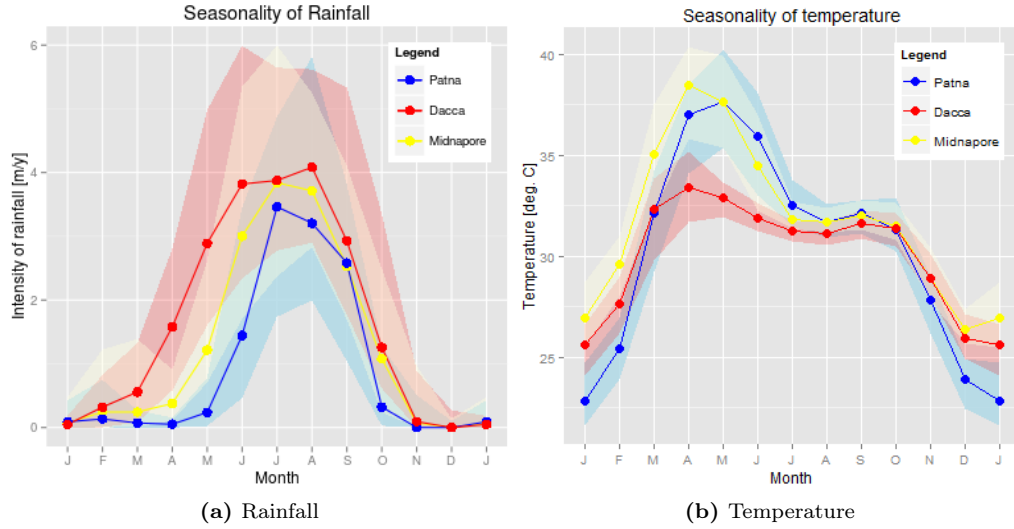 Seasonality of Rainfall
Intensity of rainfall [m/y]
6
4
2
0
Legend
Patna
Dacca
Midnapore
J F M A M J J A S O N D J
Month
(a) Rainfall
Seasonality of temperature
Temperature [deg. C]
40
35
30
25
Legend
Patna
Dacca
Midnapore
J F M A M J J A S O N D J
Month
(b) Temperature